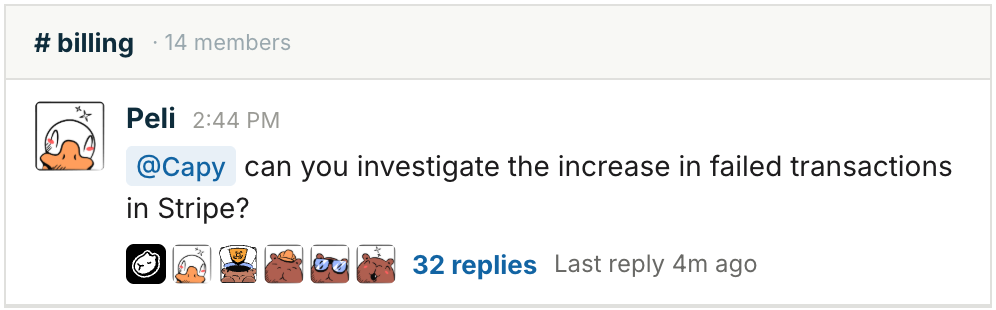 # billing · 14 members
Peli 2:44 PM
@Capy can you investigate the increase in failed transactions
in Stripe?
32 replies Last reply 4m ago